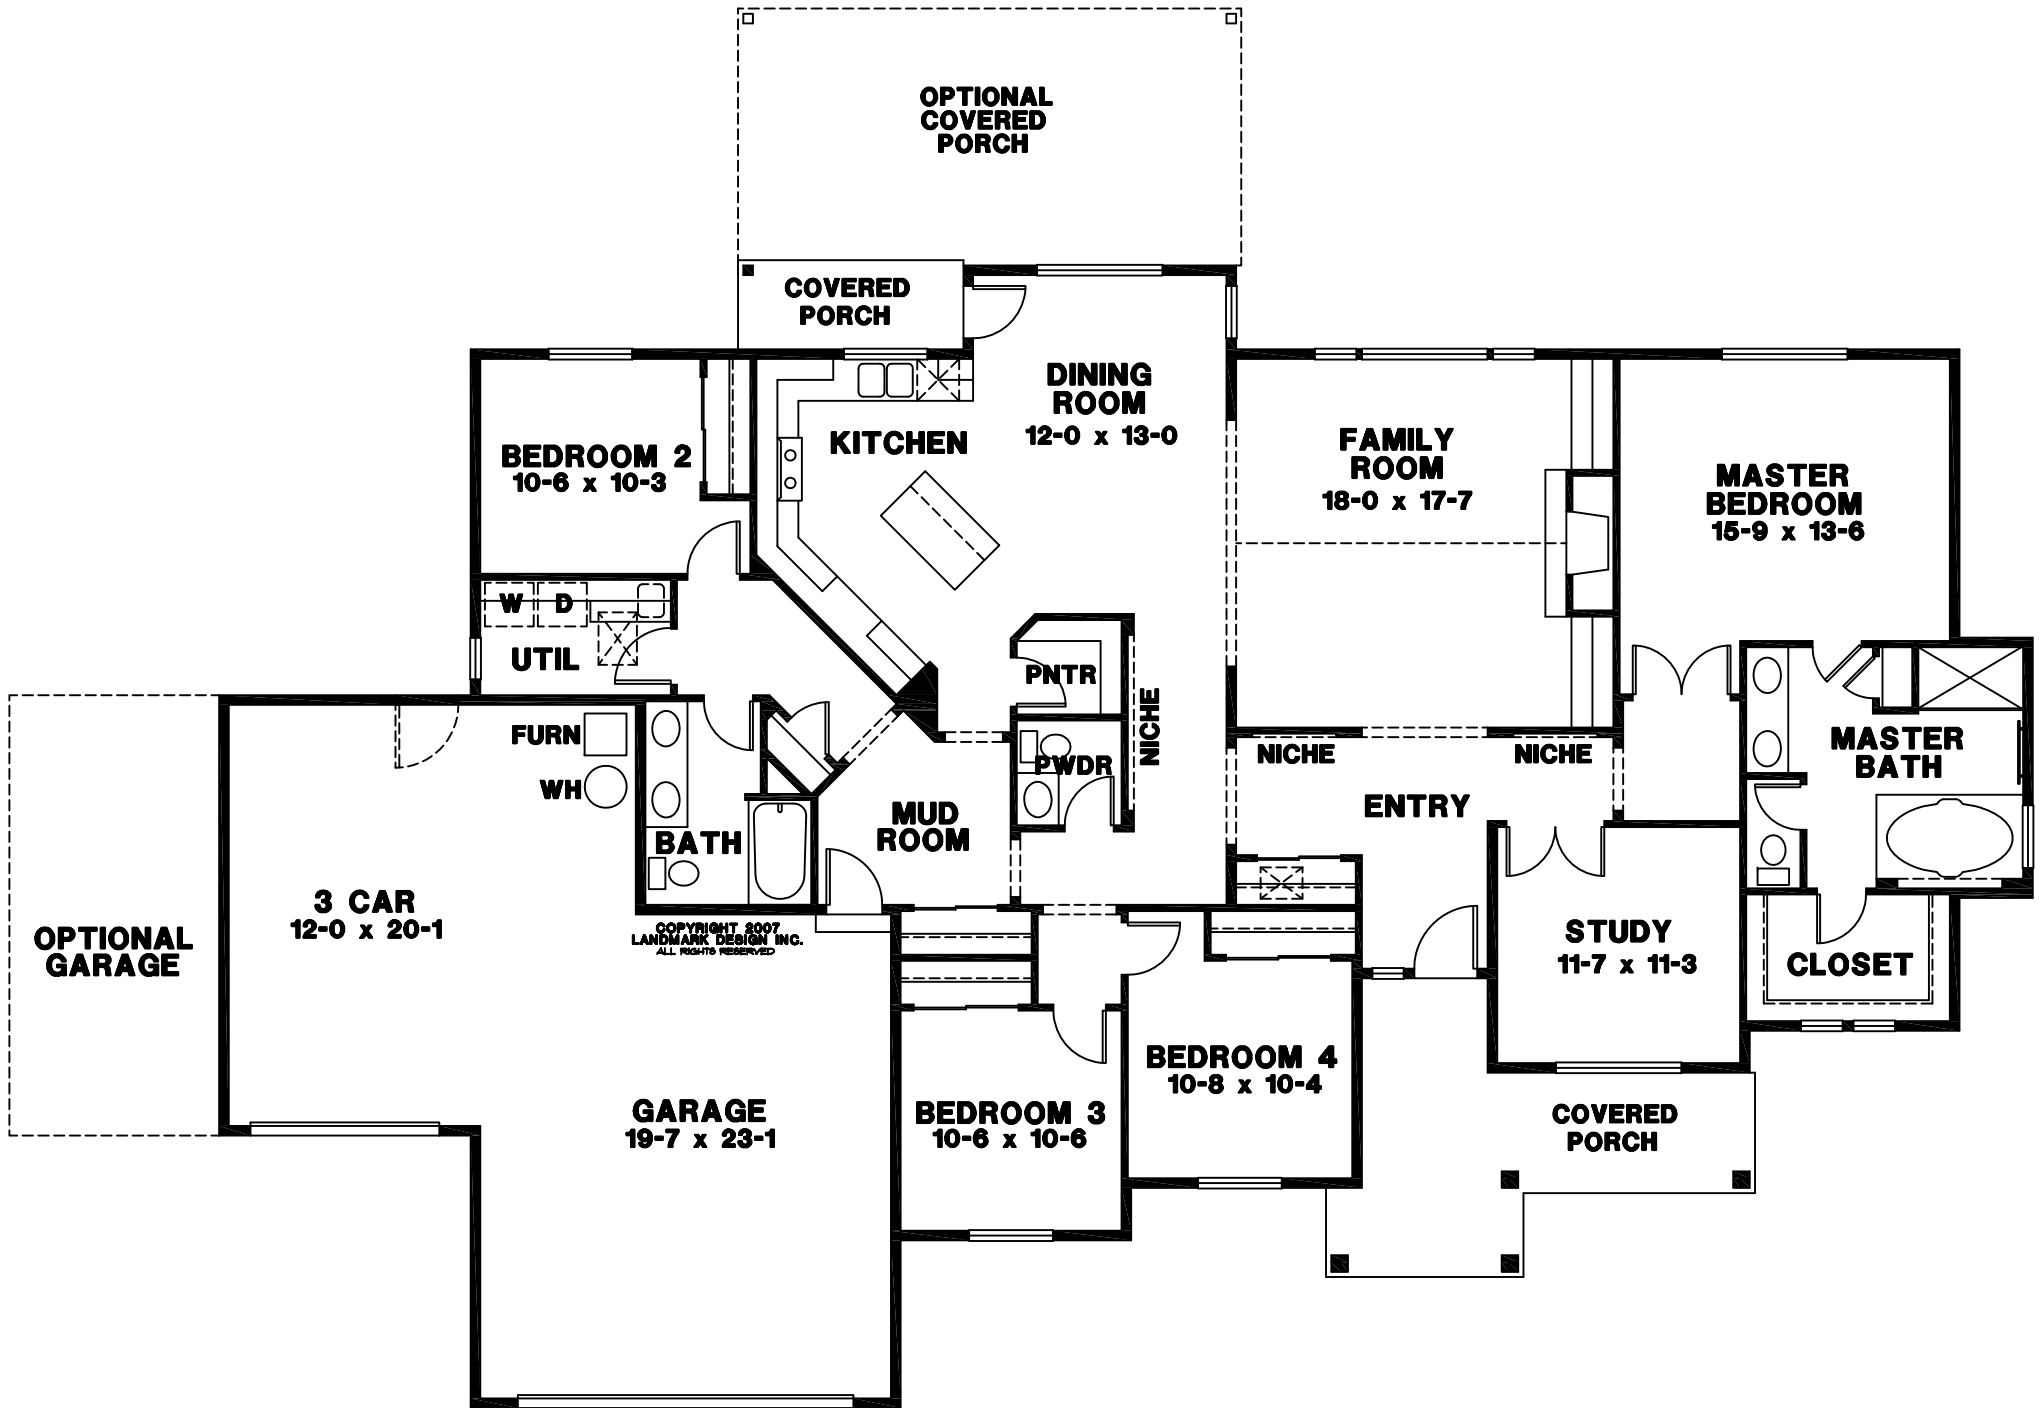 OPTIONAL
COVERED
PORCH
COVERED
PORCH
DINING
ROOM
12-0 x 13-0
KITCHEN
BEDROOM 2
10-6 x 10-3
FAMILY
ROOM
18-0 x 17-7
MASTER
BEDROOM
15-9 x 13-6
W D
UTIL
PNTR
NICHE
PWDR
FURN
WH
BATH
MUD
ROOM
NICHE
NICHE
ENTRY
MASTER
BATH
3 CAR
12-0 x 20-1
OPTIONAL
GARAGE
COPYRIGHT 2007
LANDMARK DESIGN INC.
ALL RIGHTS RESERVED
STUDY
11-7 x 11-3
CLOSET
GARAGE
19-7 x 23-1
BEDROOM 3
10-6 x 10-6
BEDROOM 4
10-8 x 10-4
COVERED
PORCH